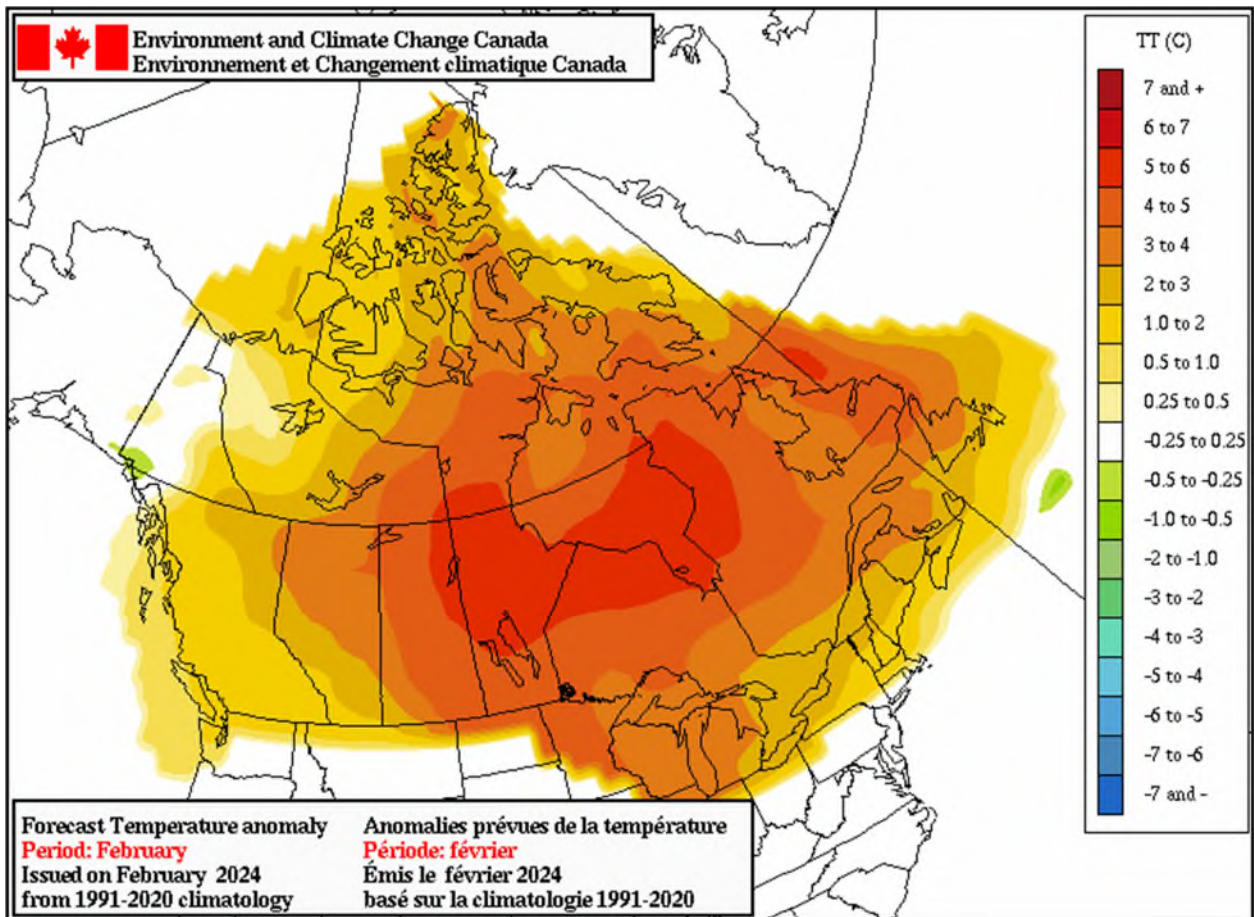 Environment and Climate Change Canada
Environnement et Changement climatique Canada
TT (C)
7 and +
6 to 7
5 to 6
4 to 5
3 to 4
2 to 3
1.0 to 2
0.5 to 1.0
0.25 to 0.5
-0.25 to 0.25
-0.5 to -0.25
-1.0 to -0.5
-2 to -1.0
-3 to -2
-4 to -3
-5 to -4
-6 to -5
-7 to -6
-7 and -
Forecast Temperature anomaly
Period: February
Issued on February 2024
from 1991-2020 climatology
Anomalies prévues de la température
Période: février
Émis le février 2024
basé sur la climatologie 1991-2020